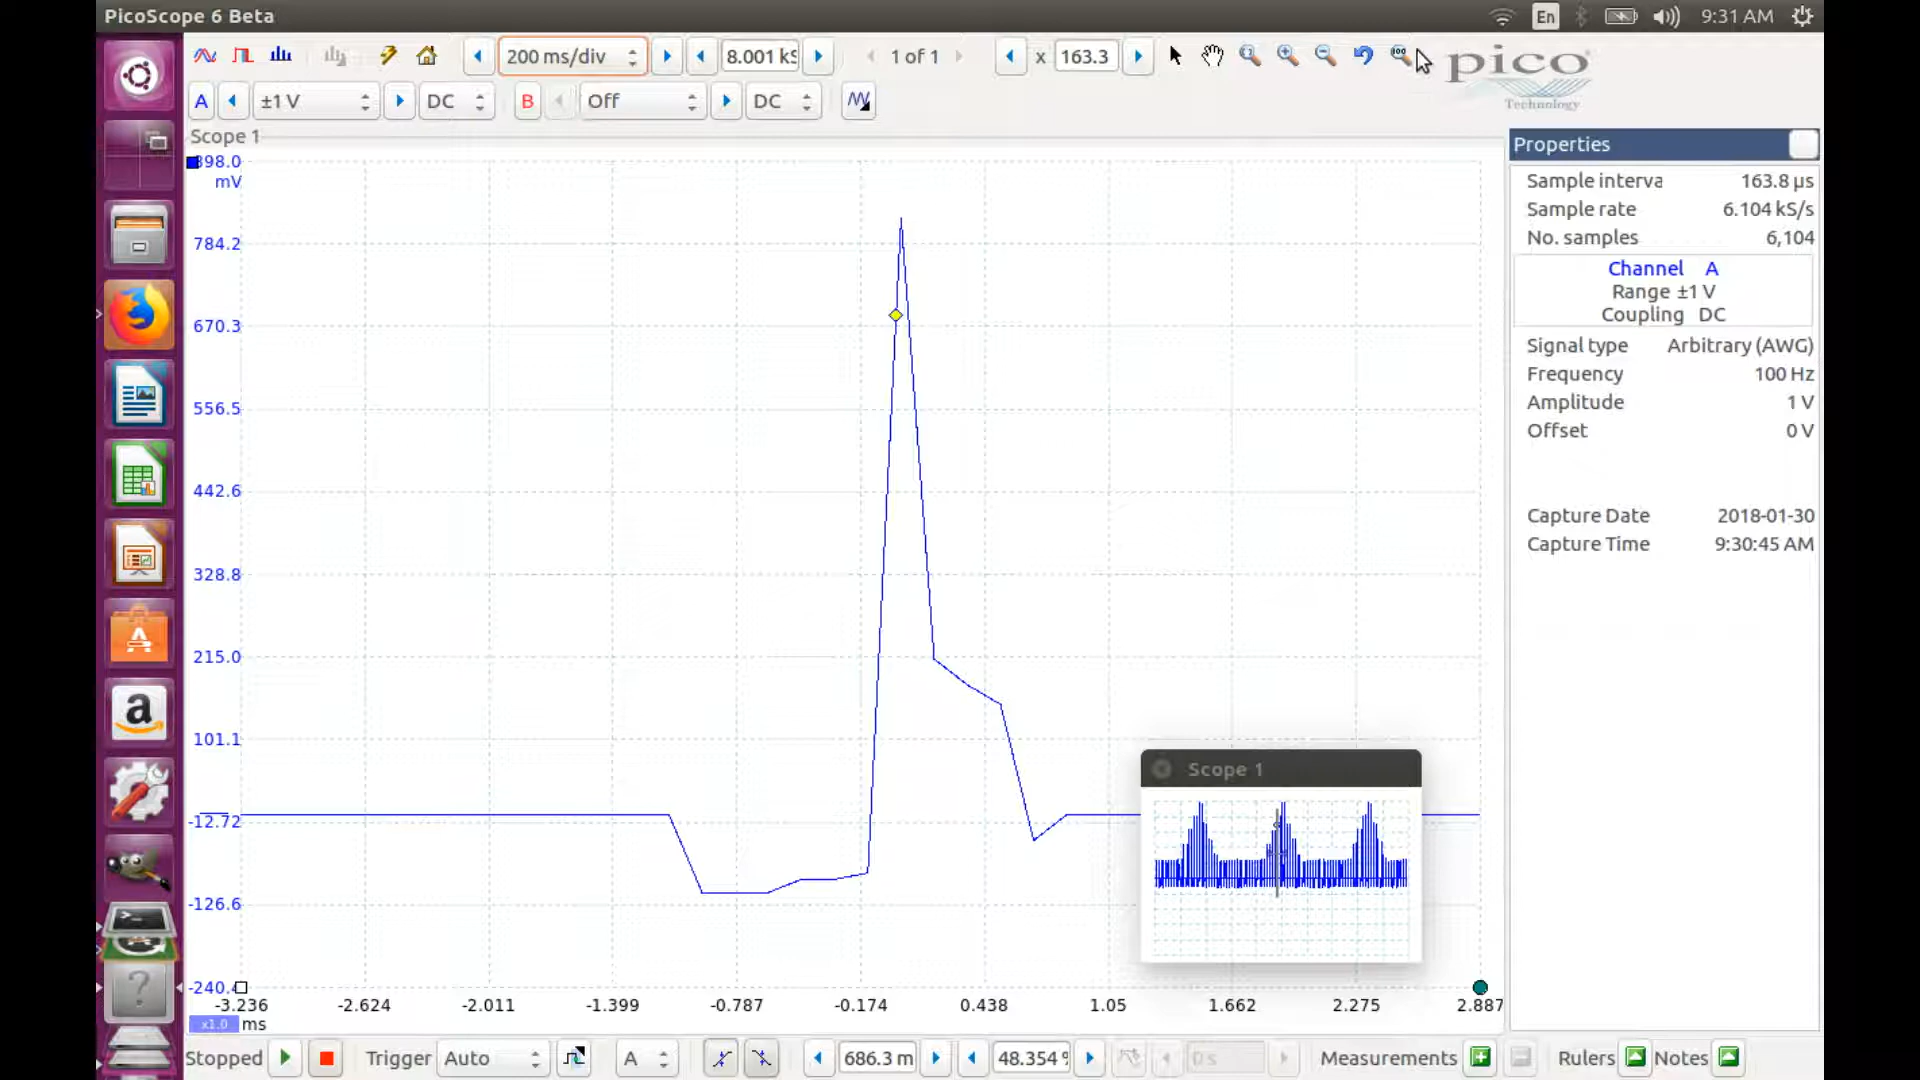 PicoScope 6 Beta
En
9:31 AM
200 ms/div
8.001 kS
1 of 1
x
163.3
pico
Technology
A
±1 V
DC
B
Off
DC
Scope 1
898.0
mV
784.2
670.3
556.5
442.6
328.8
215.0
101.1
-12.72
-126.6
-240.4
-3.236
-2.624
-2.011
-1.399
-0.787
-0.174
0.438
1.05
1.662
2.275
2.887
x1.0
ms
Scope 1
Properties
Sample interva 163.8 µs
Sample rate 6.104 kS/s
No. samples 6,104
Channel A
Range ±1 V
Coupling DC
Signal type Arbitrary (AWG)
Frequency 100 Hz
Amplitude 1 V
Offset 0 V
Capture Date 2018-01-30
Capture Time 9:30:45 AM
Stopped
Trigger
Auto
A
686.3 m
48.354 %
0 s
Measurements
Rulers
Notes